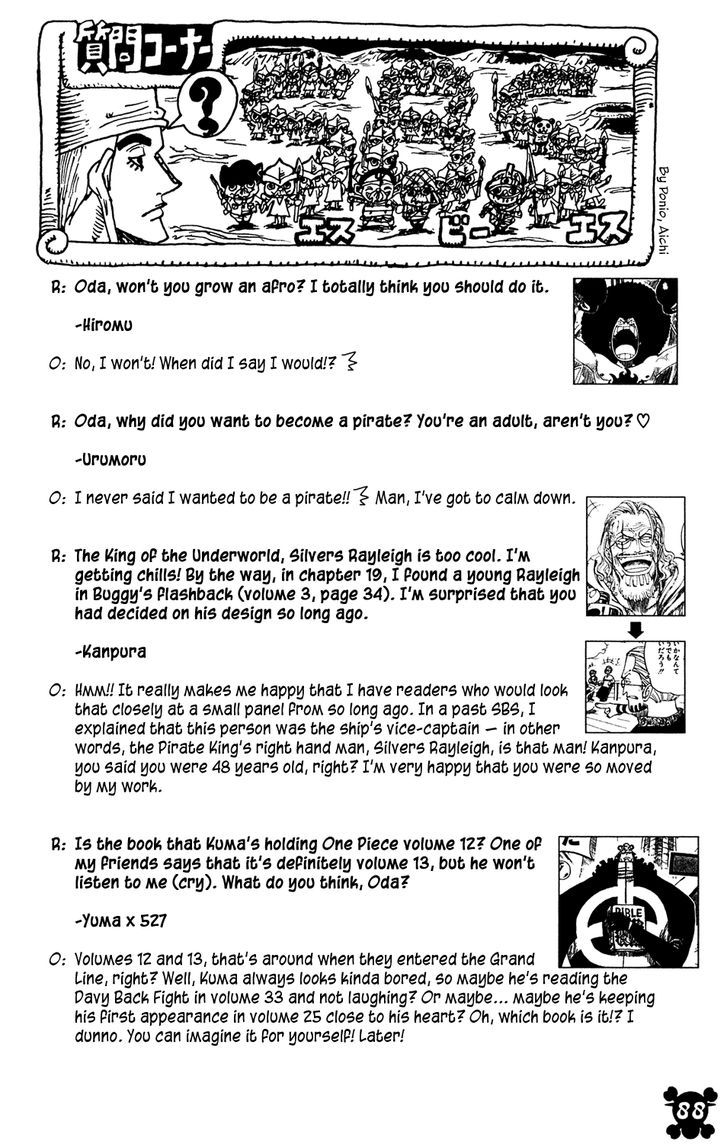 質問コーナー
?
エス ビー エス
By Ponio, Aichi
R: Oda, won't you grow an afro? I totally think you should do it.
-Hiromu
O: No, I won't! When did I say I would!?
R: Oda, why did you want to become a pirate? You're an adult, aren't you? ♡
-Urumoru
O: I never said I wanted to be a pirate!! Man, I've got to calm down.
R: The King of the Underworld, Silvers Rayleigh is too cool. I'm
getting chills! By the way, in chapter 19, I found a young Rayleigh
in Buggy's flashback (volume 3, page 34). I'm surprised that you
had decided on his design so long ago.
-Kanpura
いかなんて
うでも
いだろう!!
O: Hmm!! It really makes me happy that I have readers who would look
that closely at a small panel from so long ago. In a past SBS, I
explained that this person was the ship's vice-captain – in other
words, the Pirate King's right hand man, Silvers Rayleigh, is that man! Kanpura,
you said you were 48 years old, right? I'm very happy that you were so moved
by my work.
R: Is the book that Kuma's holding One Piece volume 12? One of
my friends says that it's definitely volume 13, but he won't
listen to me (cry). What do you think, Oda?
-Yuma x 527
た
BIBLE
O: Volumes 12 and 13, that's around when they entered the Grand
Line, right? Well, Kuma always looks kinda bored, so maybe he's reading the
Davy Back Fight in volume 33 and not laughing? Or maybe... maybe he's keeping
his first appearance in volume 25 close to his heart? Oh, which book is it!? I
dunno. You can imagine it for yourself! Later!
88